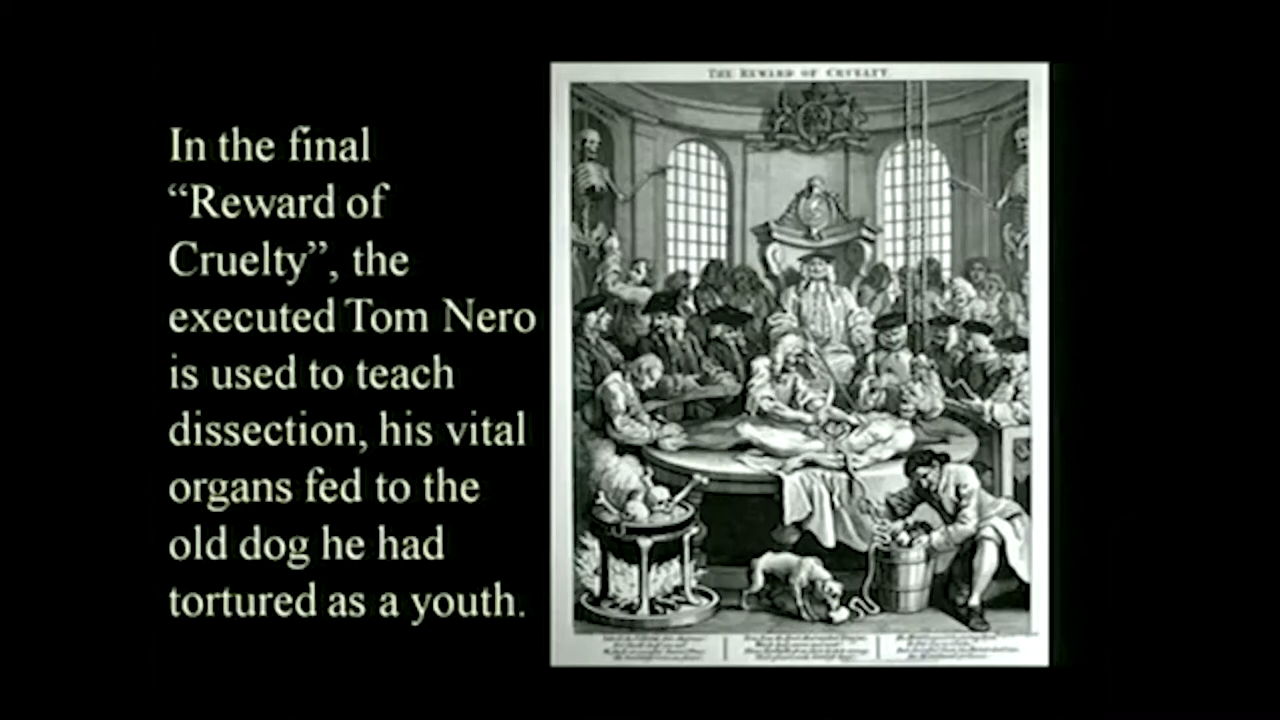 In the final
“Reward of
Cruelty”, the
executed Tom Nero
is used to teach
dissection, his vital
organs fed to the
old dog he had
tortured as a youth.
THE REWARD OF CRUELTY.